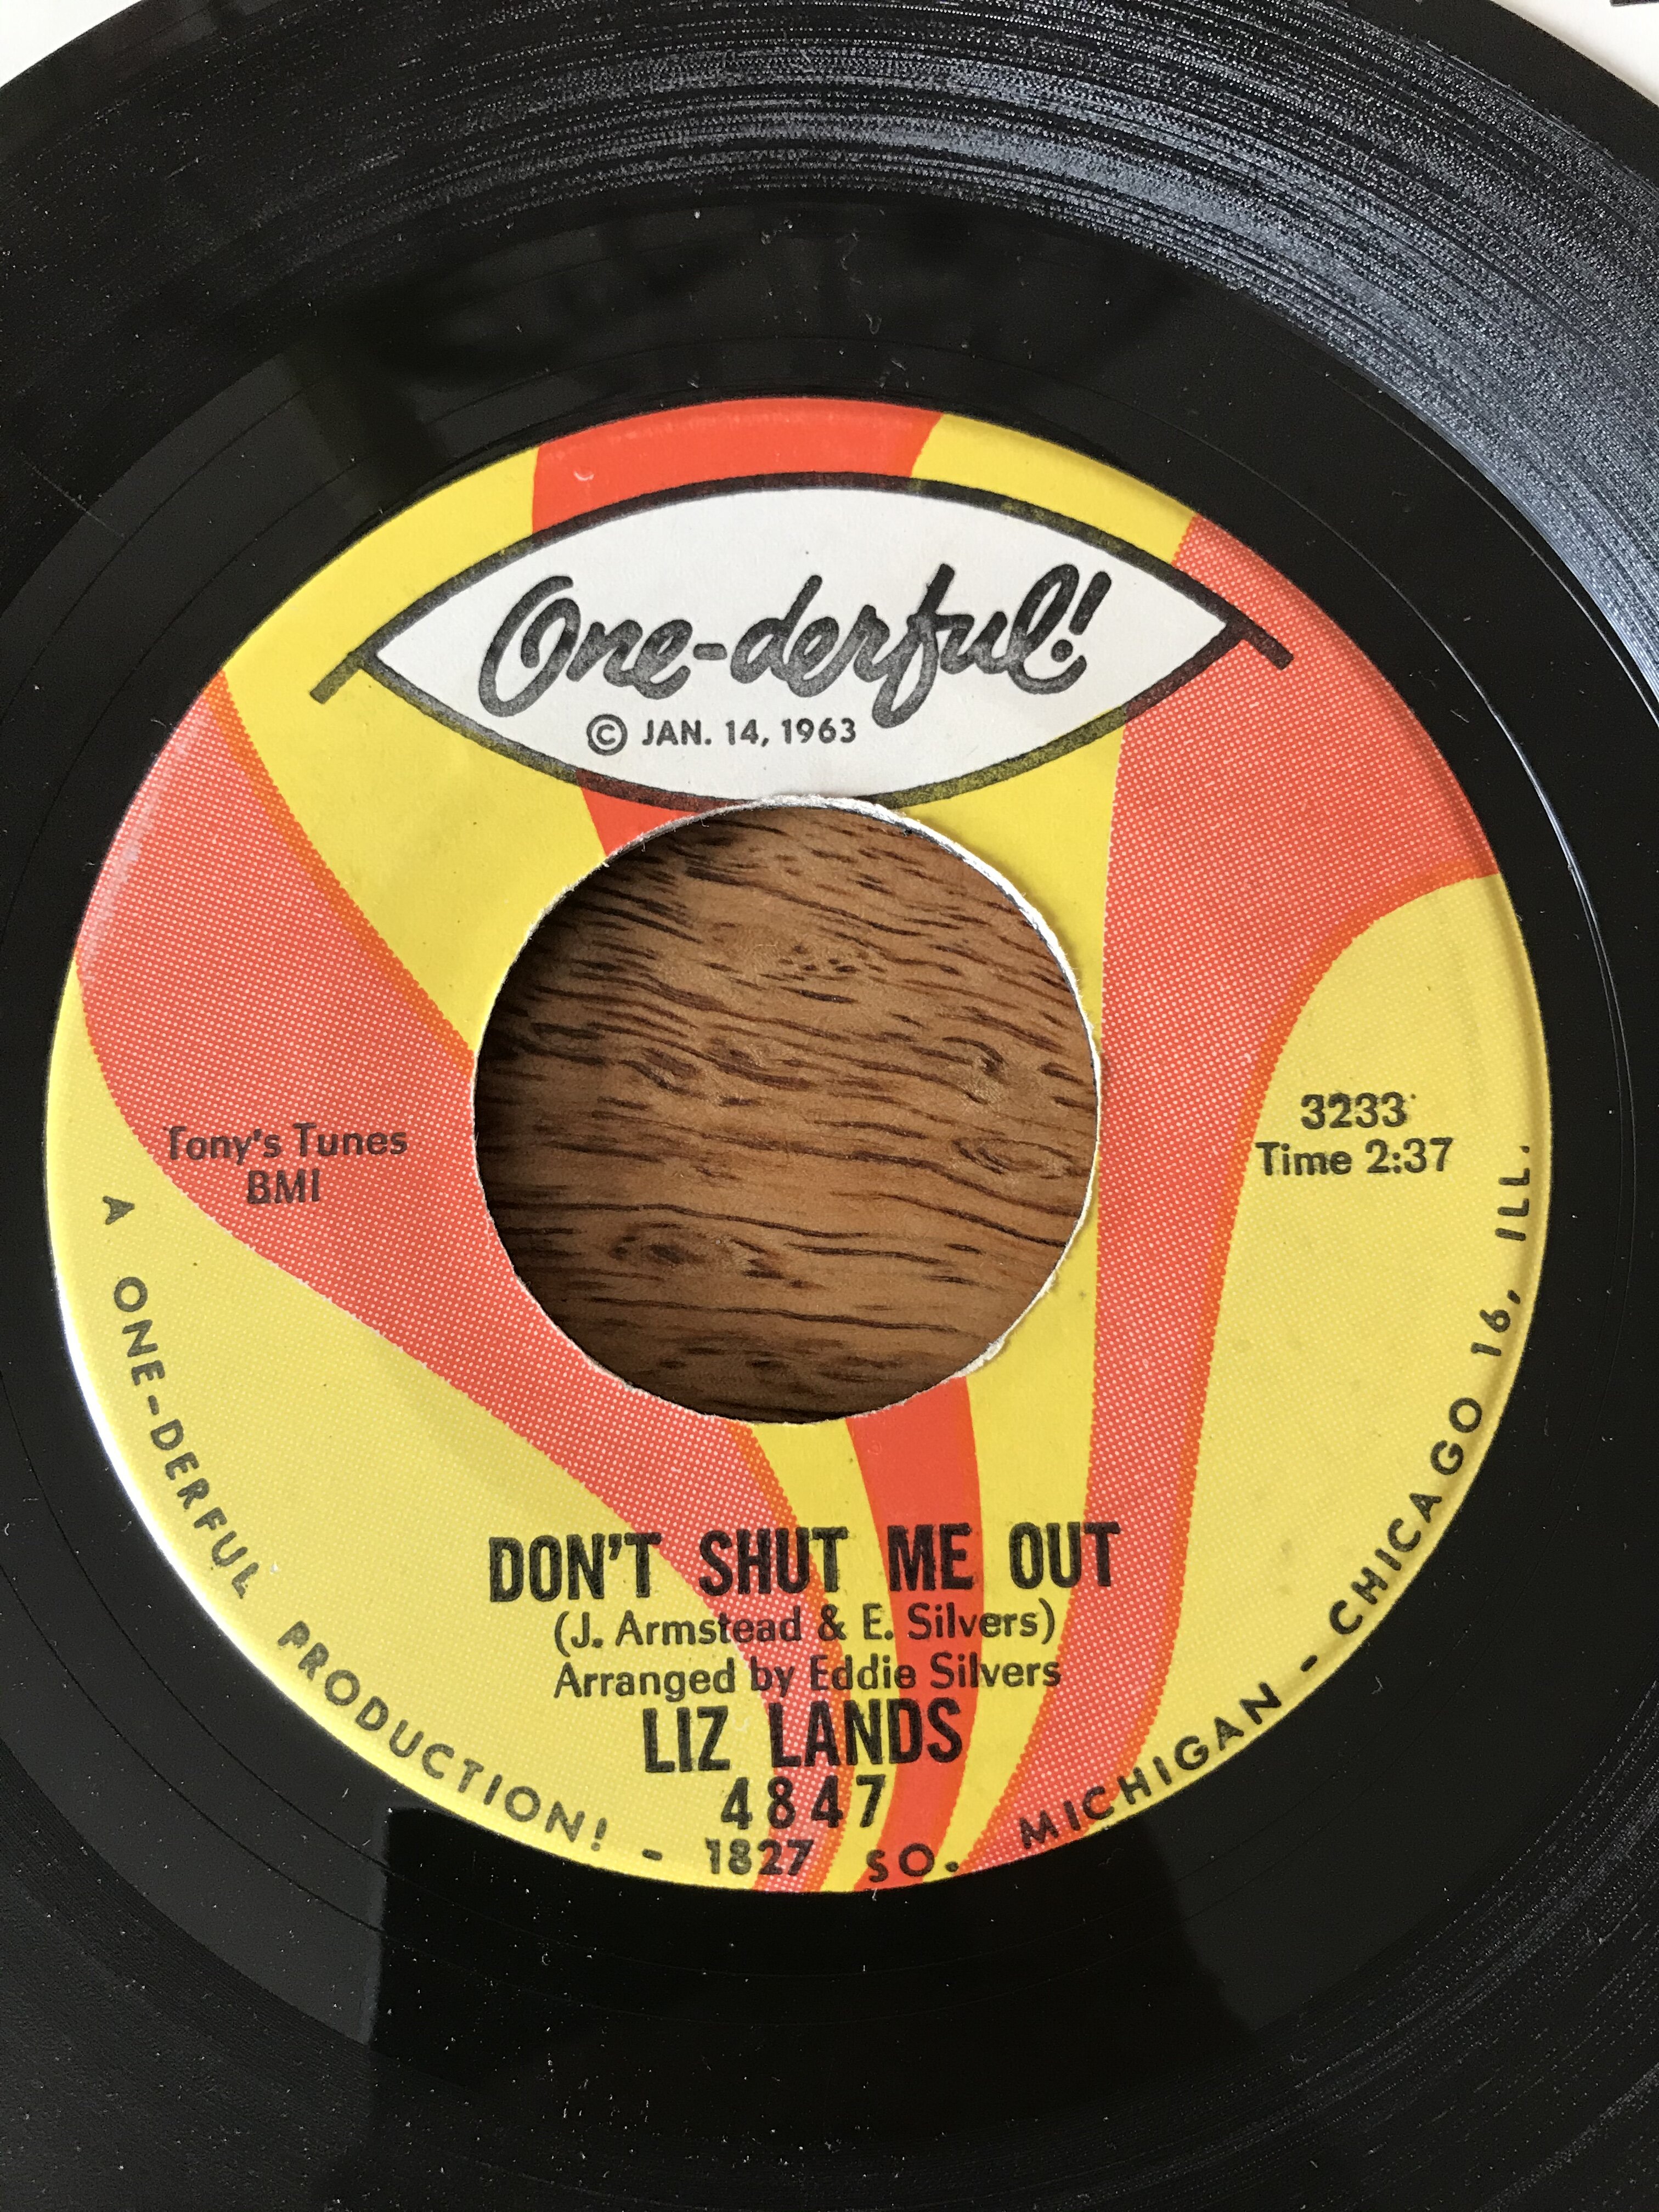 One-derful!
© JAN. 14, 1963
Tony's Tunes
BMI
3233
Time 2:37
DON'T SHUT ME OUT
(J. Armstead & E. Silvers)
Arranged by Eddie Silvers
LIZ LANDS
4847
A ONE-DERFUL PRODUCTION! - 1827 SO. MICHIGAN - CHICAGO 16, ILL.